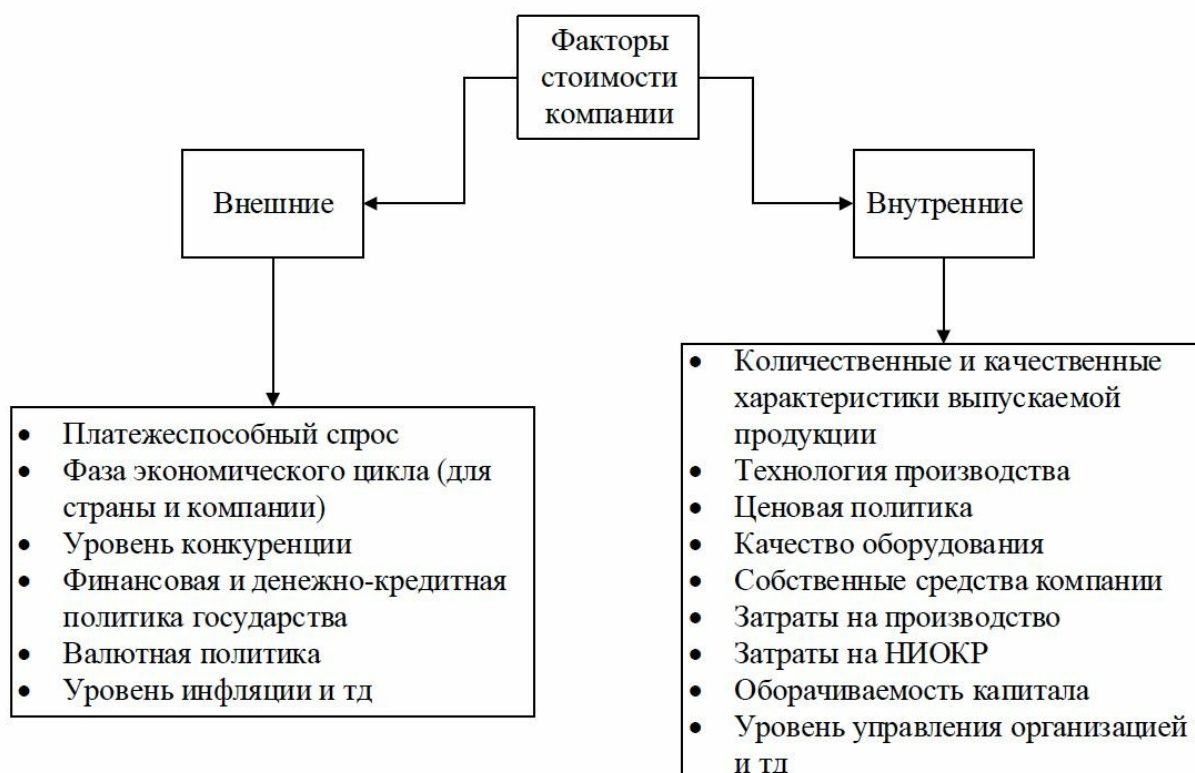 Факторы
стоимости
компании
Внешние
Внутренние
• Платежеспособный спрос
• Фаза экономического цикла (для
страны и компании)
• Уровень конкуренции
• Финансовая и денежно-кредитная
политика государства
• Валютная политика
• Уровень инфляции и тд
• Количественные и качественные
характеристики выпускаемой
продукции
• Технология производства
• Ценовая политика
• Качество оборудования
• Собственные средства компании
• Затраты на производство
• Затраты на НИОКР
• Оборачиваемость капитала
• Уровень управления организацией
и тд